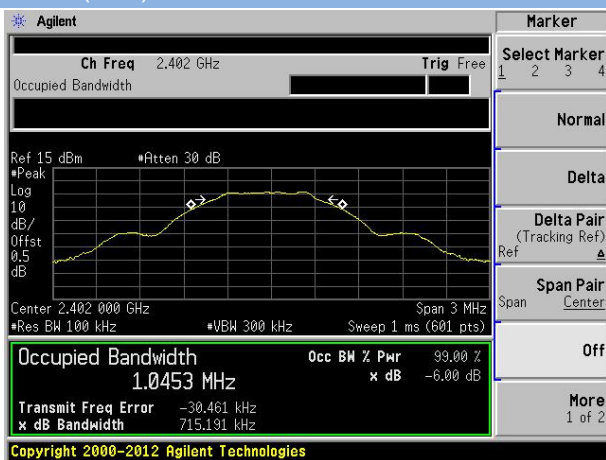 Agilent
Marker
Ch Freq 2.402 GHz Trig Free
Occupied Bandwidth
Select Marker
1 2 3 4
Normal
Delta
Delta Pair
(Tracking Ref)
Ref Δ
Span Pair
Span Center
Off
More
1 of 2
Ref 15 dBm #Atten 30 dB
#Peak
Log
10
dB/
Offst
0.5
dB
Center 2.402 000 GHz Span 3 MHz
#Res BW 100 kHz #VBW 300 kHz Sweep 1 ms (601 pts)
Occupied Bandwidth Occ BW % Pwr 99.00 %
1.0453 MHz x dB -6.00 dB
Transmit Freq Error -30.461 kHz
x dB Bandwidth 715.191 kHz
Copyright 2000-2012 Agilent Technologies